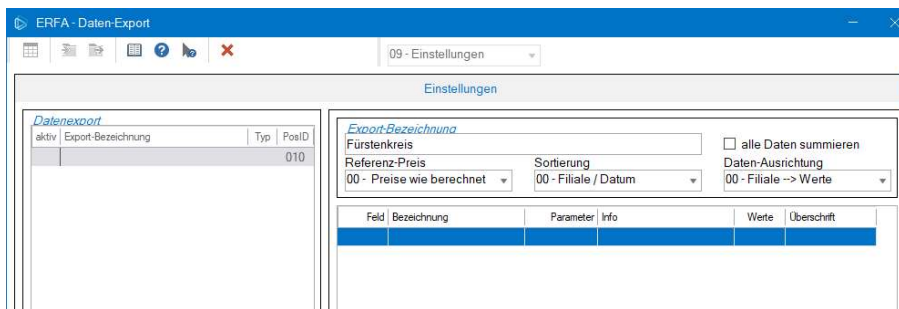 ERFA - Daten-Export
09 - Einstellungen
Einstellungen
Datenexport
aktiv Export-Bezeichnung Typ PosID
010
Export-Bezeichnung
Fürstenkreis
alle Daten summieren
Referenz-Preis Sortierung Daten-Ausrichtung
00 - Preise wie berechnet 00 - Filiale / Datum 00 - Filiale --> Werte
Feld Bezeichnung Parameter Info Werte Überschrift